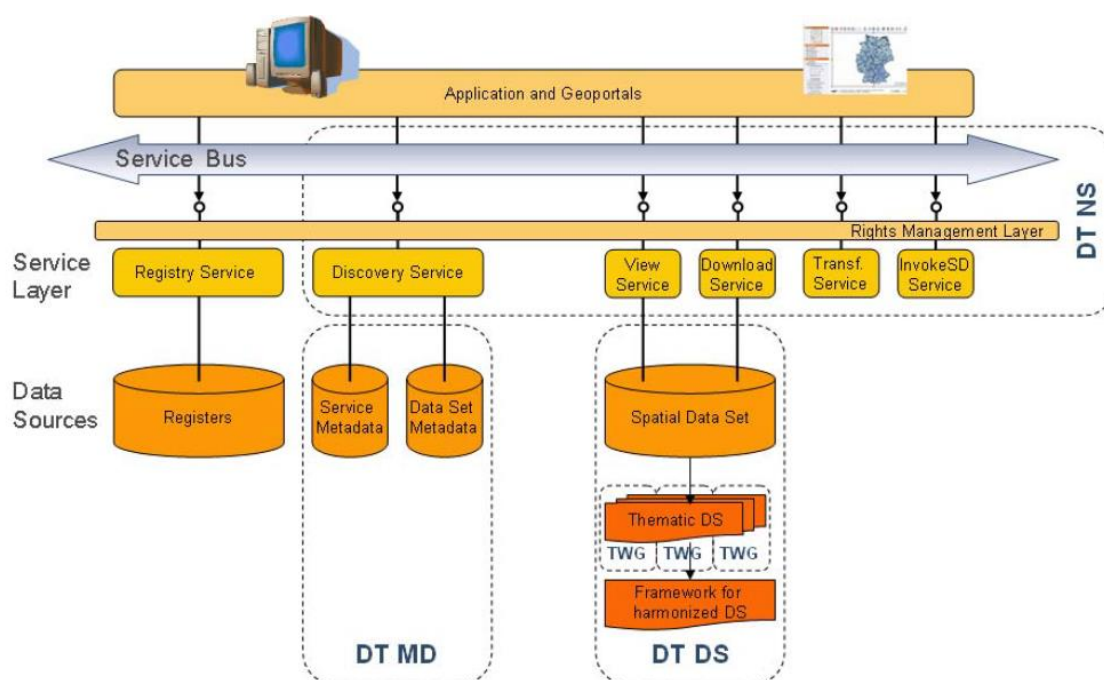 Application and Geoportals
Service Bus
DT NS
Rights Management Layer
Service
Layer
Registry Service
Discovery Service
View
Service
Download
Service
Transf.
Service
InvokeSD
Service
Data
Sources
Registers
Service
Metadata
Data Set
Metadata
Spatial Data Set
Thematic DS
TWG
TWG
TWG
Framework for
harmonized DS
DT MD
DT DS